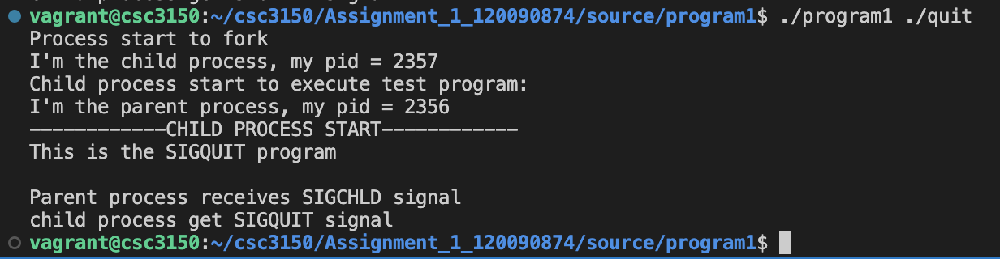 vagrant@csc3150:~/csc3150/Assignment_1_120090874/source/program1$ ./program1 ./quit
Process start to fork
I'm the child process, my pid = 2357
Child process start to execute test program:
I'm the parent process, my pid = 2356
------------CHILD PROCESS START------------
This is the SIGQUIT program

Parent process receives SIGCHLD signal
child process get SIGQUIT signal
vagrant@csc3150:~/csc3150/Assignment_1_120090874/source/program1$